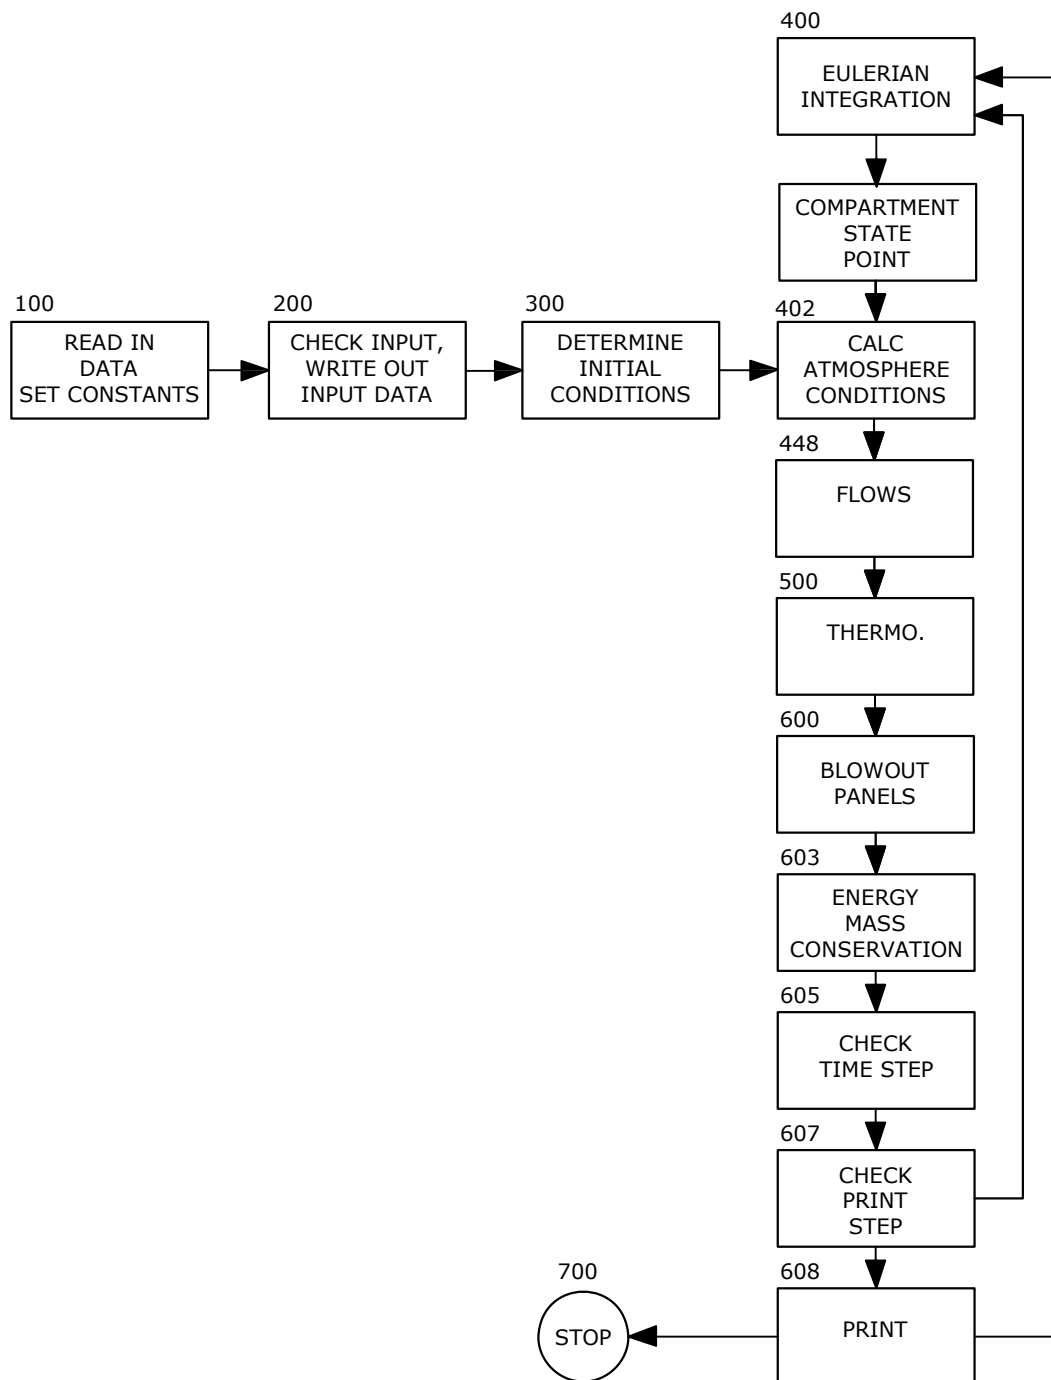 400
EULERIAN
INTEGRATION
COMPARTMENT
STATE
POINT
100
READ IN
DATA
SET CONSTANTS
200
CHECK INPUT,
WRITE OUT
INPUT DATA
300
DETERMINE
INITIAL
CONDITIONS
402
CALC
ATMOSPHERE
CONDITIONS
448
FLOWS
500
THERMO.
600
BLOWOUT
PANELS
603
ENERGY
MASS
CONSERVATION
605
CHECK
TIME STEP
607
CHECK
PRINT
STEP
608
PRINT
700
STOP